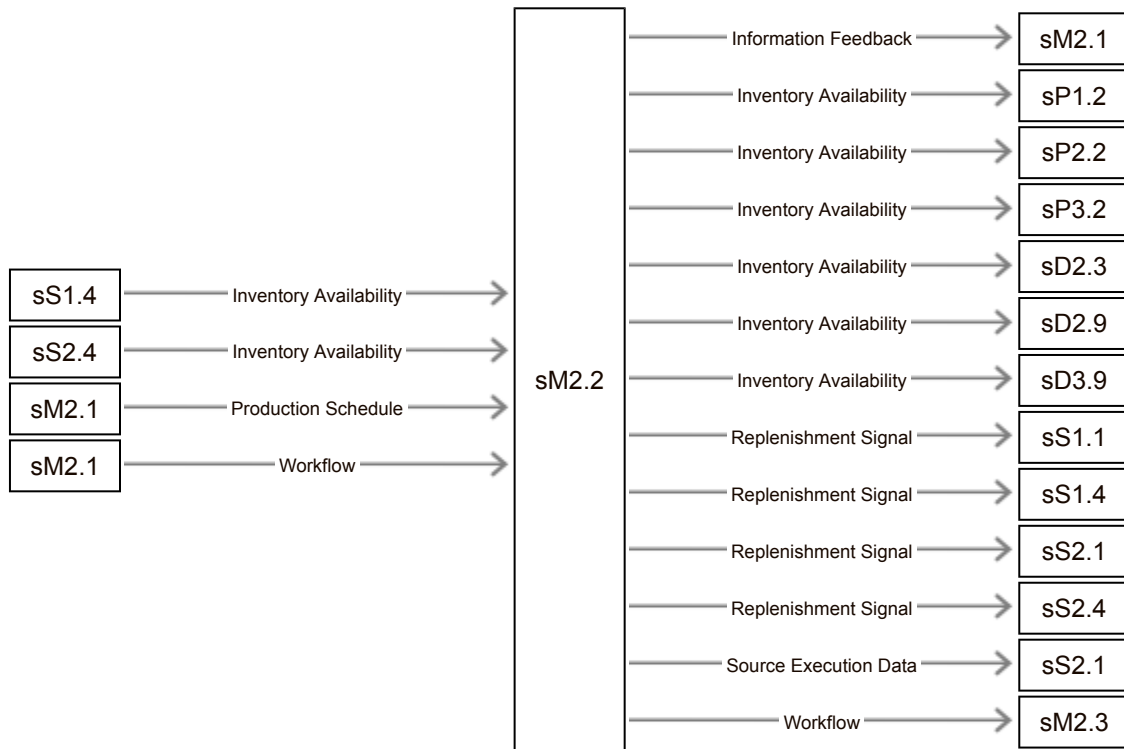 sS1.4 Inventory Availability
sS2.4 Inventory Availability
sM2.1 Production Schedule
sM2.1 Workflow
sM2.2
Information Feedback sM2.1
Inventory Availability sP1.2
Inventory Availability sP2.2
Inventory Availability sP3.2
Inventory Availability sD2.3
Inventory Availability sD2.9
Inventory Availability sD3.9
Replenishment Signal sS1.1
Replenishment Signal sS1.4
Replenishment Signal sS2.1
Replenishment Signal sS2.4
Source Execution Data sS2.1
Workflow sM2.3